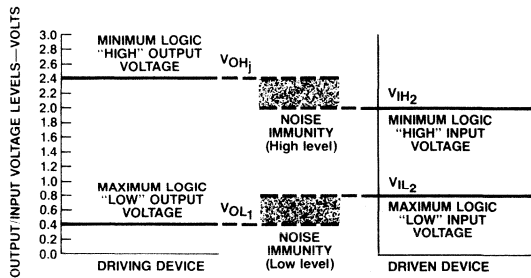 OUTPUT/INPUT VOLTAGE LEVELS—VOLTS
3.0
2.8
2.6
2.4
2.2
2.0
1.8
1.6
1.4
1.2
1.0
0.8
0.6
0.4
0.2
0.0
MINIMUM LOGIC
"HIGH" OUTPUT
VOLTAGE
VOHj
NOISE
IMMUNITY
(High level)
VIH2
MINIMUM LOGIC
"HIGH" INPUT
VOLTAGE
MAXIMUM LOGIC
"LOW" OUTPUT
VOLTAGE
VOL1
NOISE
IMMUNITY
(Low level)
VIL2
MAXIMUM LOGIC
"LOW" INPUT
VOLTAGE
DRIVING DEVICE
DRIVEN DEVICE